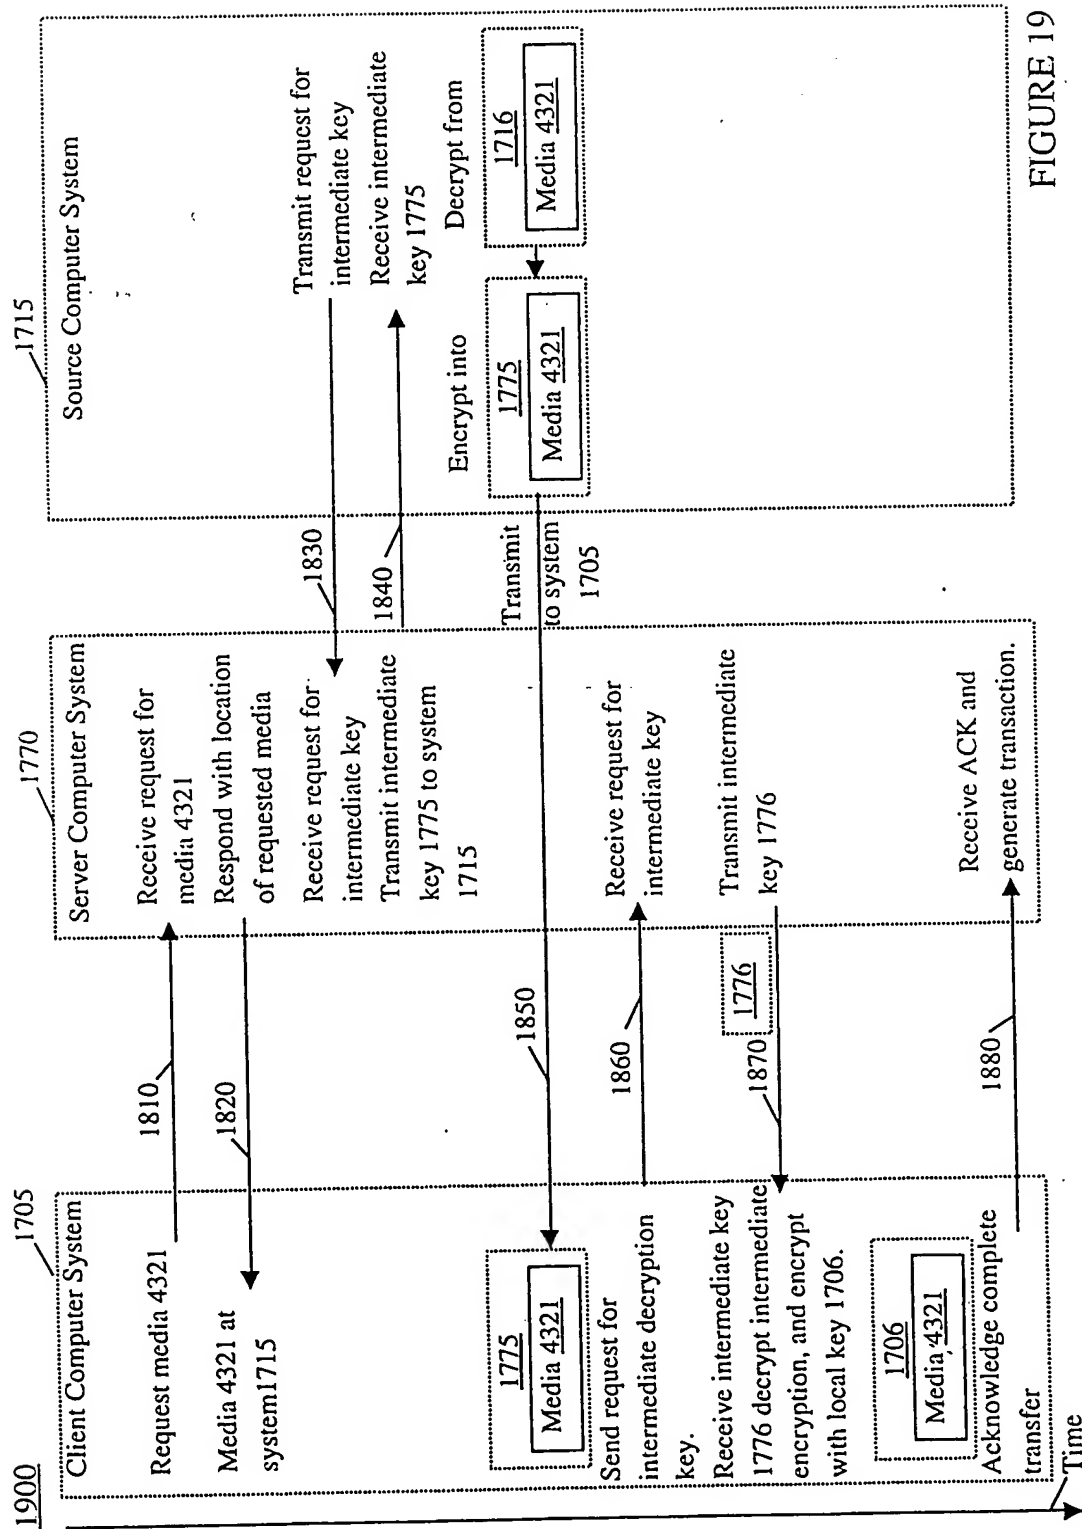 1900
Client Computer System
1705
Request media 4321
Media 4321 at
system1715
1775
Media 4321
Send request for
intermediate decryption
key.
Receive intermediate key
1776 decrypt intermediate
encryption, and encrypt
with local key 1706.
1706
Media 4321
Acknowledge complete
transfer
Time
1810
1820
1850
1860
1870
1776
1880
Server Computer System
1770
Receive request for
media 4321
Respond with location
of requested media
Receive request for
intermediate key
Transmit intermediate
key 1775 to system
1715
Receive request for
intermediate key
Transmit intermediate
key 1776
Receive ACK and
generate transaction.
1830
1840
Transmit
to system
1705
1715
Source Computer System
Transmit request for
intermediate key
Receive intermediate
key 1775
Encrypt into
1775
Media 4321
Decrypt from
1716
Media 4321
FIGURE 19